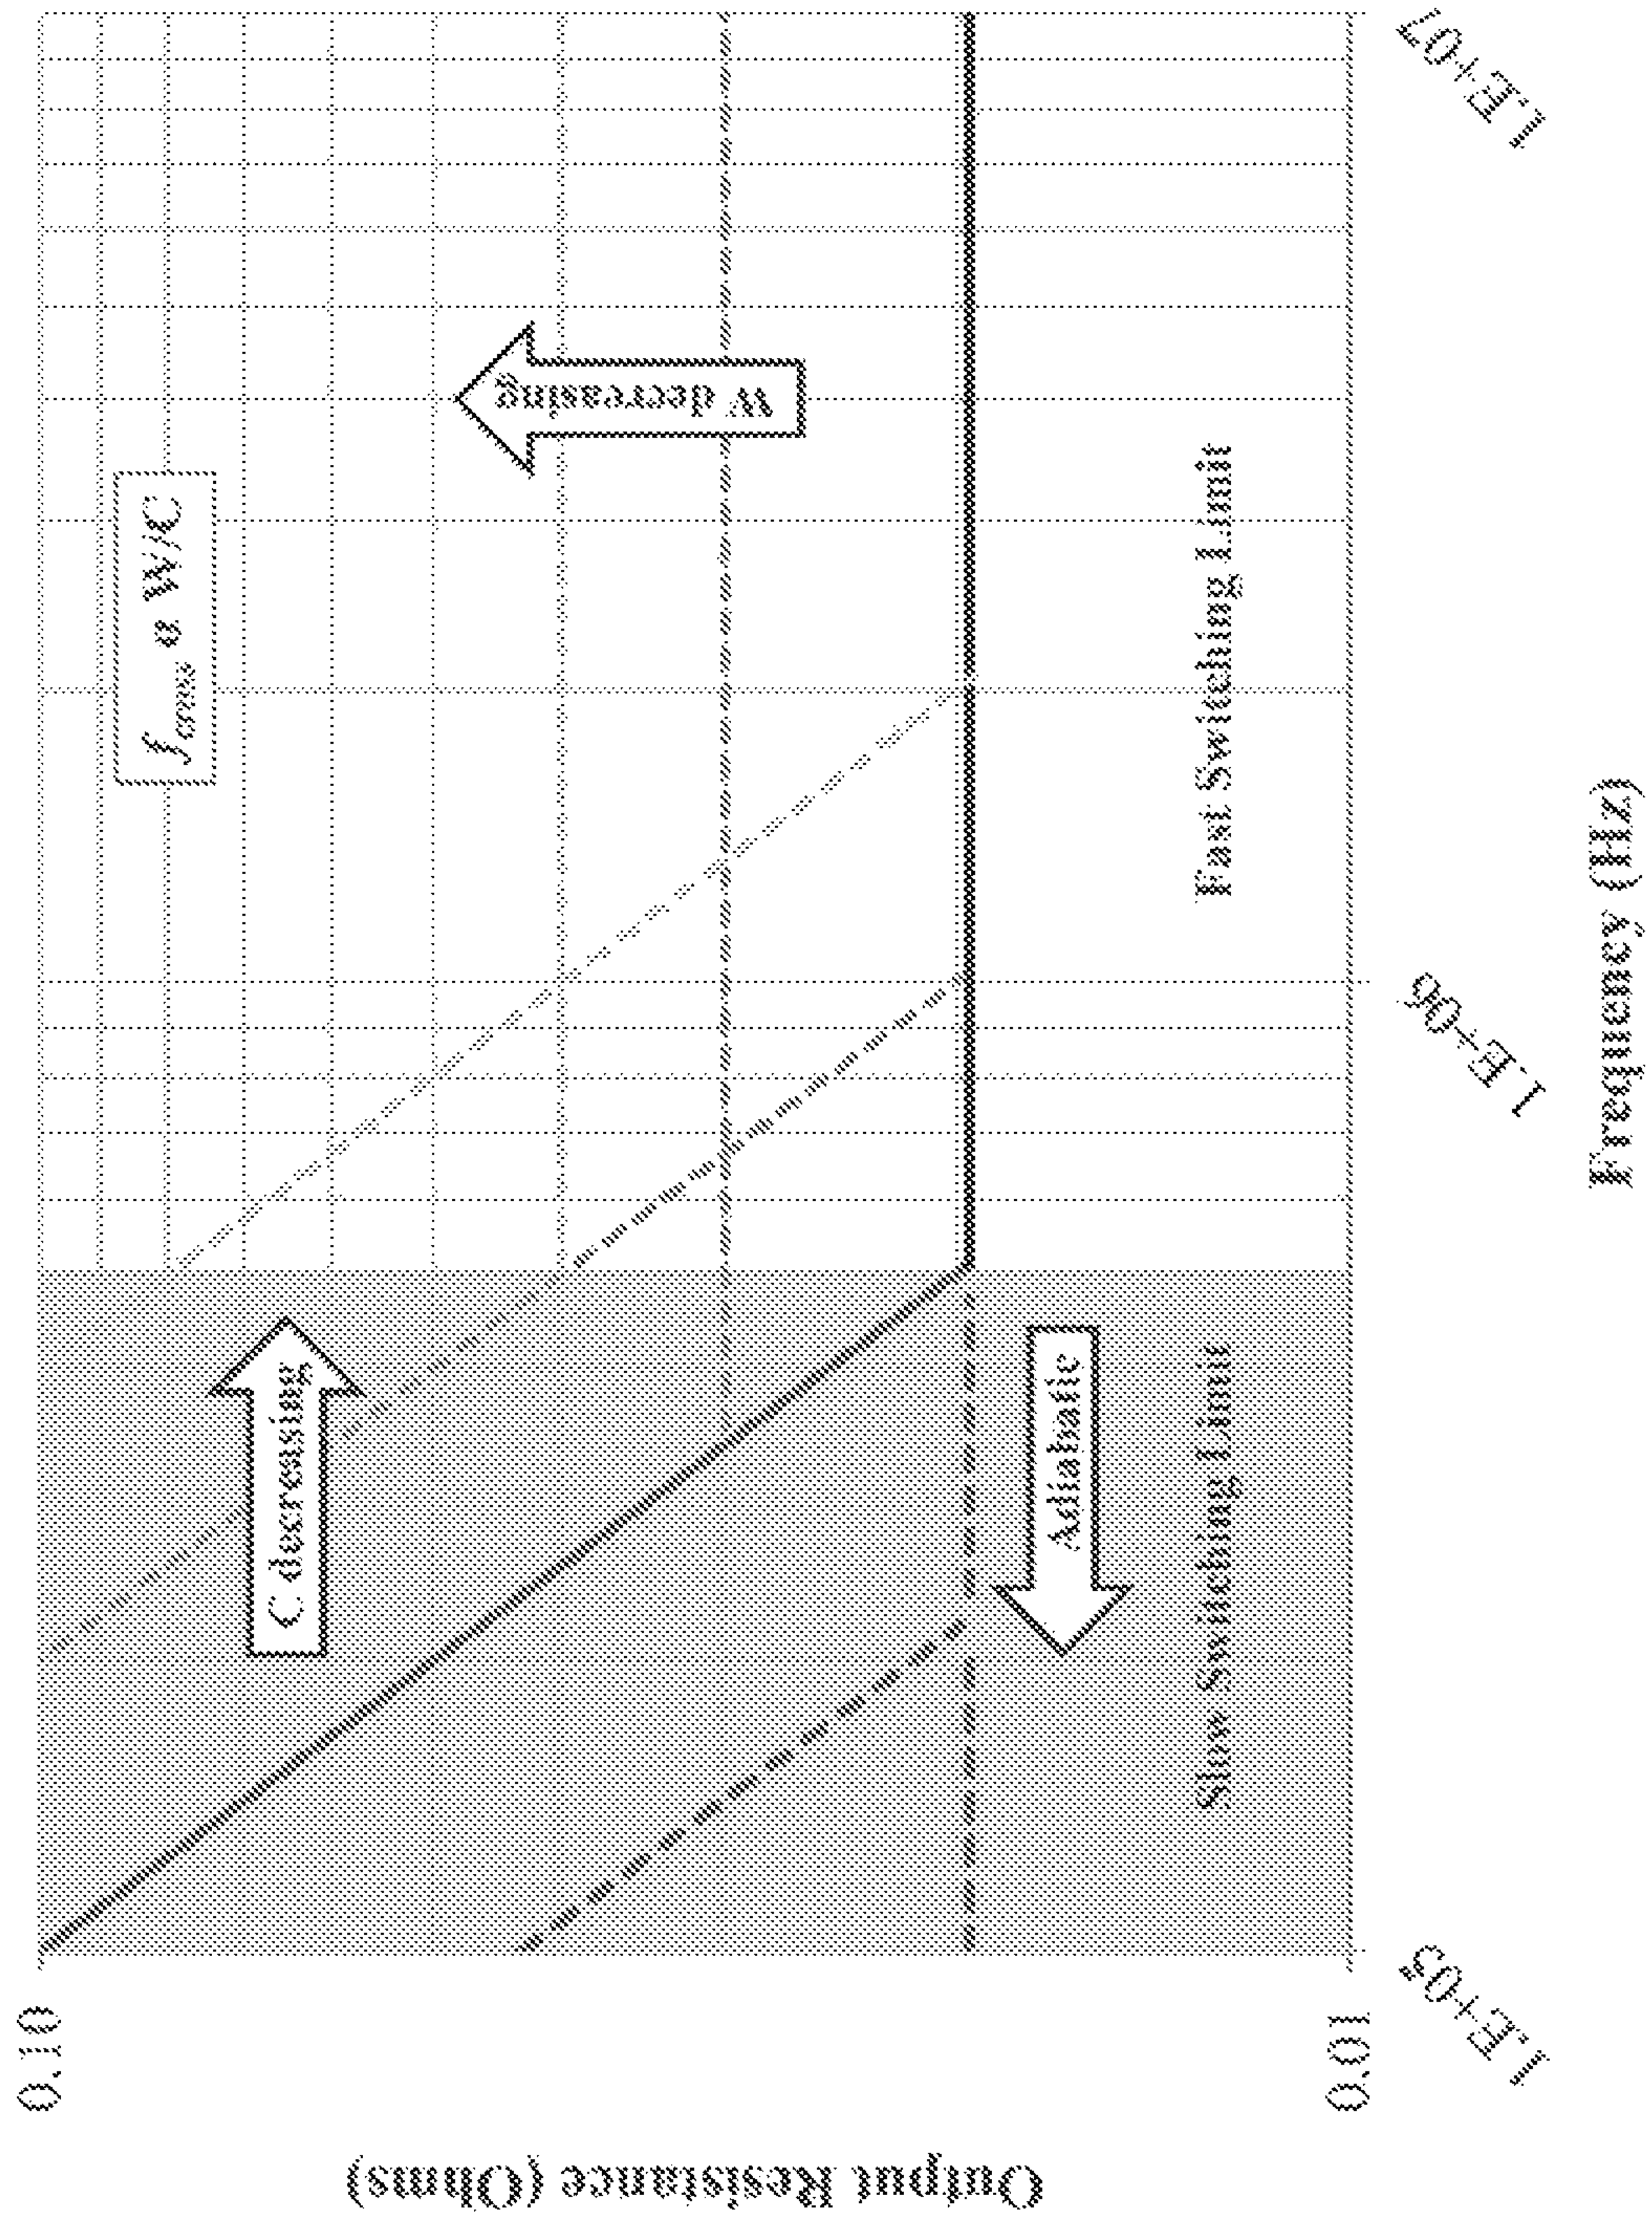 0.10
Output Resistance (Ohms)
0.01
f_cross α W/C
C decreasing
W decreasing
Adiabatic
Slow Switching Limit
Fast Switching Limit
1.E+05
1.E+06
1.E+07
Frequency (Hz)